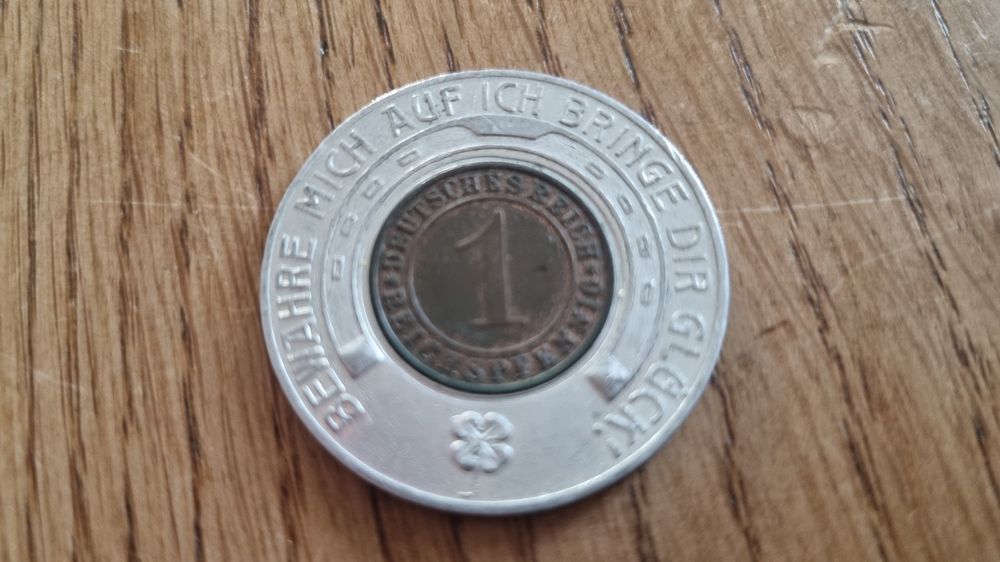 BEWAHRE MICH AUF ICH BRINGE DIR GLÜCK!
DEUTSCHES REICH
1
REICHSPFENNIG